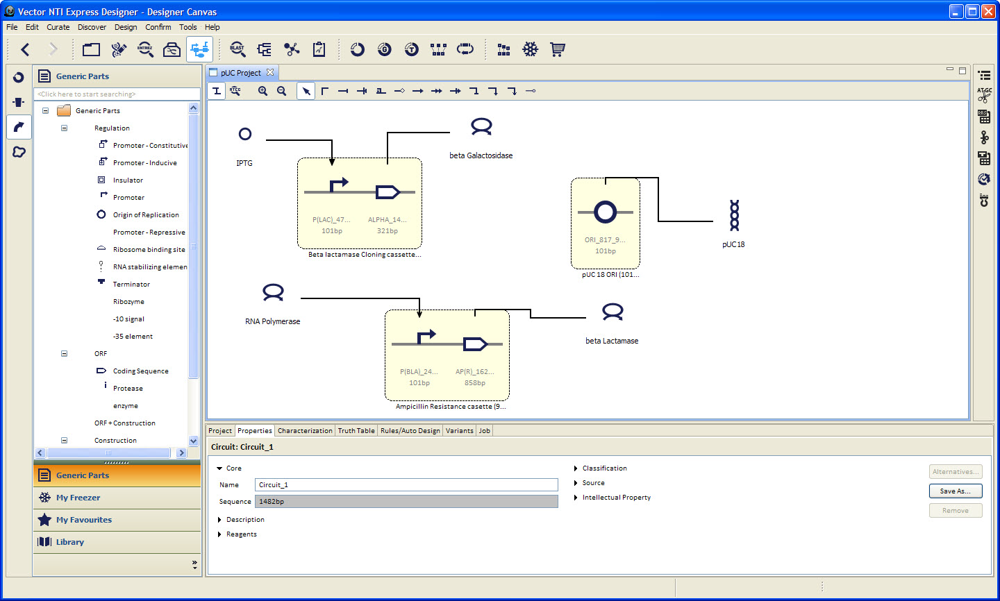 Vector NTI Express Designer - Designer Canvas
File Edit Curate Discover Design Confirm Tools Help
ENTREZ
BLAST
G
T
Generic Parts
<Click here to start searching>
Generic Parts
Regulation
Promoter - Constitutive
Promoter - Inducive
Insulator
Promoter
Origin of Replication
Promoter - Repressive
Ribosome binding site
RNA stabilizing elemen
Terminator
Ribozyme
-10 signal
-35 element
ORF
Coding Sequence
Protease
enzyme
ORF + Construction
Construction
Generic Parts
My Freezer
My Favourites
Library
pUC Project
IPTG
beta Galactosidase
P(LAC)_47... ALPHA_14...
101bp 321bp
Beta lactamase Cloning cassette...
ORI_817_9...
101bp
pUC 18 ORI (101...
pUC18
RNA Polymerase
beta Lactamase
P(BLA)_24... AP(R)_162...
101bp 858bp
Ampicillin Resistance casette (9...
AT-GC
RBS
Project Properties Characterization Truth Table Rules/Auto Design Variants Job
Circuit: Circuit_1
Core
Name Circuit_1
Sequence 1482bp
Description
Reagents
Classification
Source
Intellectual Property
Alternatives...
Save As...
Remove